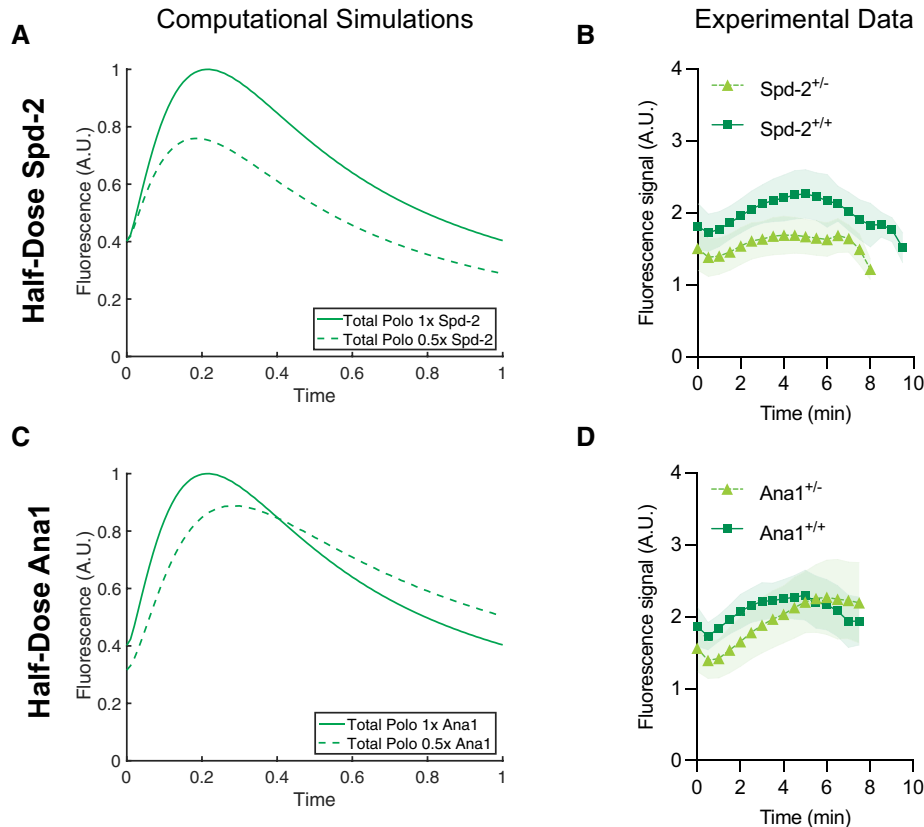 Computational Simulations
Experimental Data
A
Half-Dose Spd-2
Fluorescence (A.U.)
1
0.8
0.6
0.4
0.2
0
0 0.2 0.4 0.6 0.8 1
Time
Total Polo 1x Spd-2
Total Polo 0.5x Spd-2
B
Fluorescence signal (A.U.)
4
3
2
1
0
0 2 4 6 8 10
Time (min)
Spd-2+/-
Spd-2+/+
C
Half-Dose Ana1
Fluorescence (A.U.)
1
0.8
0.6
0.4
0.2
0
0 0.2 0.4 0.6 0.8 1
Time
Total Polo 1x Ana1
Total Polo 0.5x Ana1
D
Fluorescence signal (A.U.)
4
3
2
1
0
0 2 4 6 8 10
Time (min)
Ana1+/-
Ana1+/+